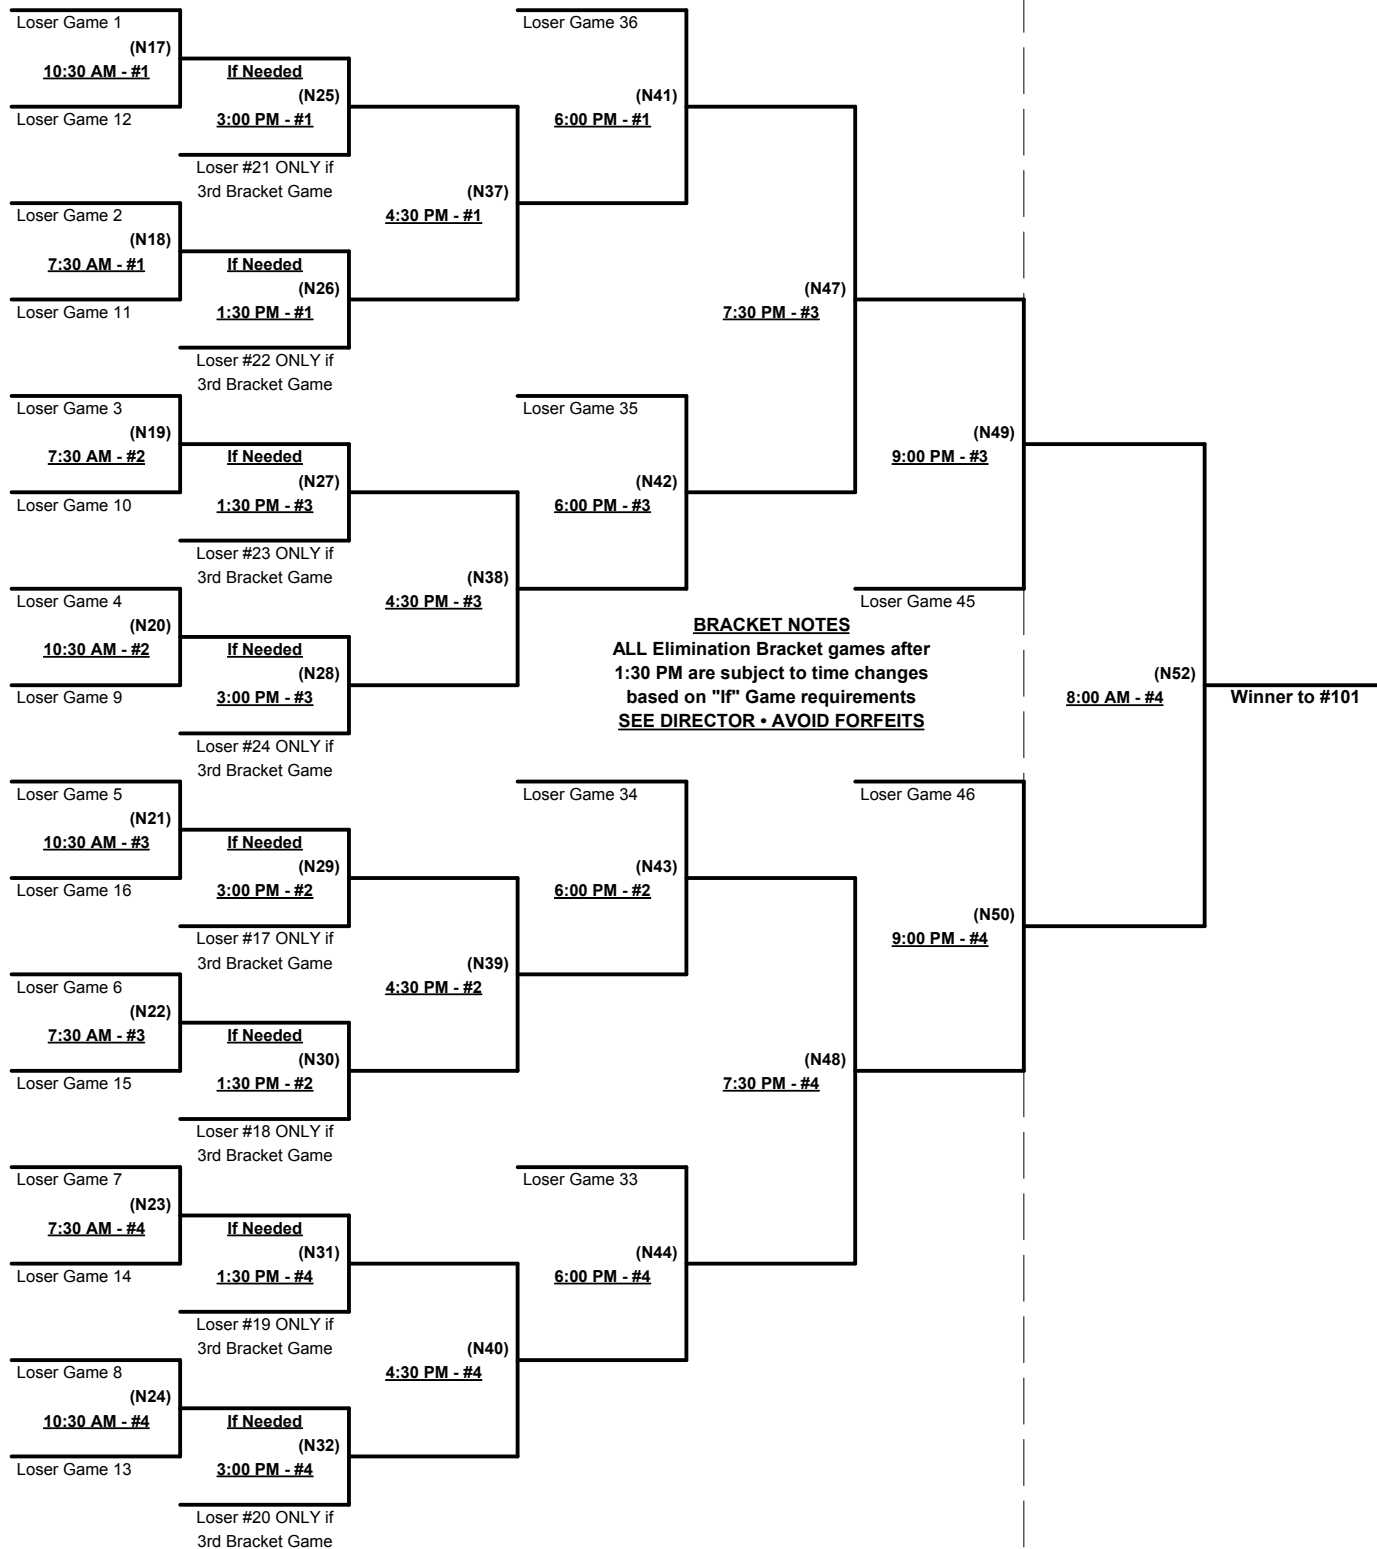 Loser Game 1
(N17)
10:30 AM - #1
Loser Game 12
If Needed
(N25)
3:00 PM - #1
Loser #21 ONLY if
3rd Bracket Game
Loser Game 2
(N18)
7:30 AM - #1
Loser Game 11
If Needed
(N26)
1:30 PM - #1
Loser #22 ONLY if
3rd Bracket Game
Loser Game 3
(N19)
7:30 AM - #2
Loser Game 10
If Needed
(N27)
1:30 PM - #3
Loser #23 ONLY if
3rd Bracket Game
Loser Game 4
(N20)
10:30 AM - #2
Loser Game 9
If Needed
(N28)
3:00 PM - #3
Loser #24 ONLY if
3rd Bracket Game
Loser Game 5
(N21)
10:30 AM - #3
Loser Game 16
If Needed
(N29)
3:00 PM - #2
Loser #17 ONLY if
3rd Bracket Game
Loser Game 6
(N22)
7:30 AM - #3
Loser Game 15
If Needed
(N30)
1:30 PM - #2
Loser #18 ONLY if
3rd Bracket Game
Loser Game 7
(N23)
7:30 AM - #4
Loser Game 14
If Needed
(N31)
1:30 PM - #4
Loser #19 ONLY if
3rd Bracket Game
Loser Game 8
(N24)
10:30 AM - #4
Loser Game 13
If Needed
(N32)
3:00 PM - #4
Loser #20 ONLY if
3rd Bracket Game
(N37)
4:30 PM - #1
(N38)
4:30 PM - #3
(N39)
4:30 PM - #2
(N40)
4:30 PM - #4
Loser Game 36
(N41)
6:00 PM - #1
Loser Game 35
(N42)
6:00 PM - #3
Loser Game 34
(N43)
6:00 PM - #2
Loser Game 33
(N44)
6:00 PM - #4
(N47)
7:30 PM - #3
BRACKET NOTES
ALL Elimination Bracket games after
1:30 PM are subject to time changes
based on "If" Game requirements
SEE DIRECTOR • AVOID FORFEITS
(N48)
7:30 PM - #4
(N49)
9:00 PM - #3
Loser Game 45
Loser Game 46
(N50)
9:00 PM - #4
(N52)
8:00 AM - #4
Winner to #101